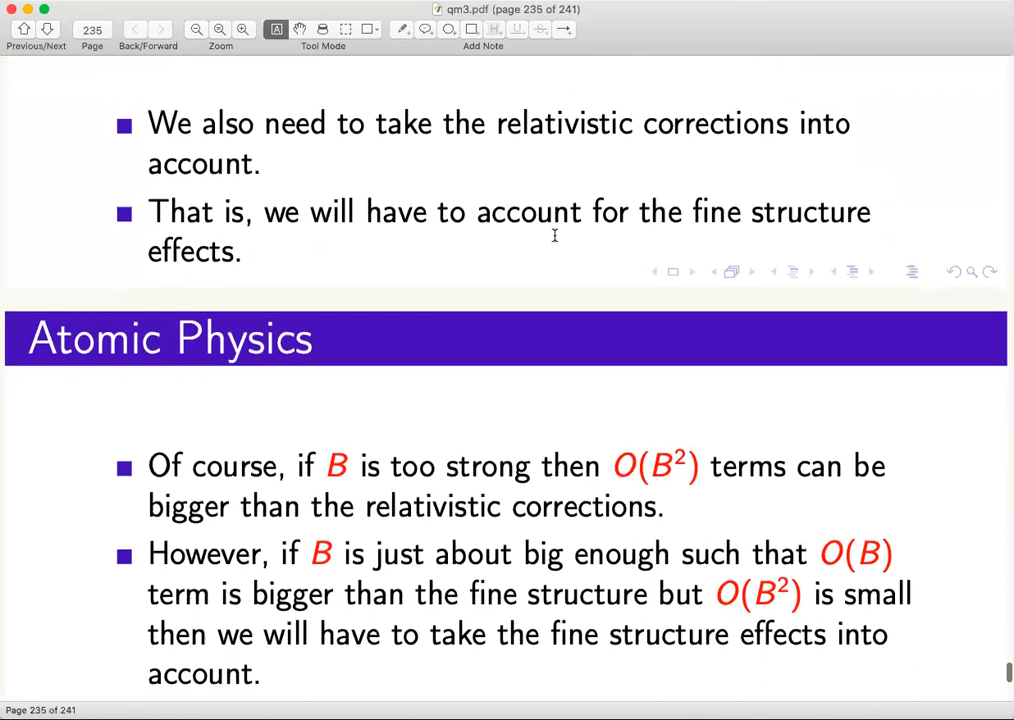 qm3.pdf (page 235 of 241)
235
Previous/Next Page Back/Forward Zoom Tool Mode Add Note
We also need to take the relativistic corrections into
account.
That is, we will have to account for the fine structure
effects.
Atomic Physics
Of course, if B is too strong then O(B²) terms can be
bigger than the relativistic corrections.
However, if B is just about big enough such that O(B)
term is bigger than the fine structure but O(B²) is small
then we will have to take the fine structure effects into
account.
Page 235 of 241